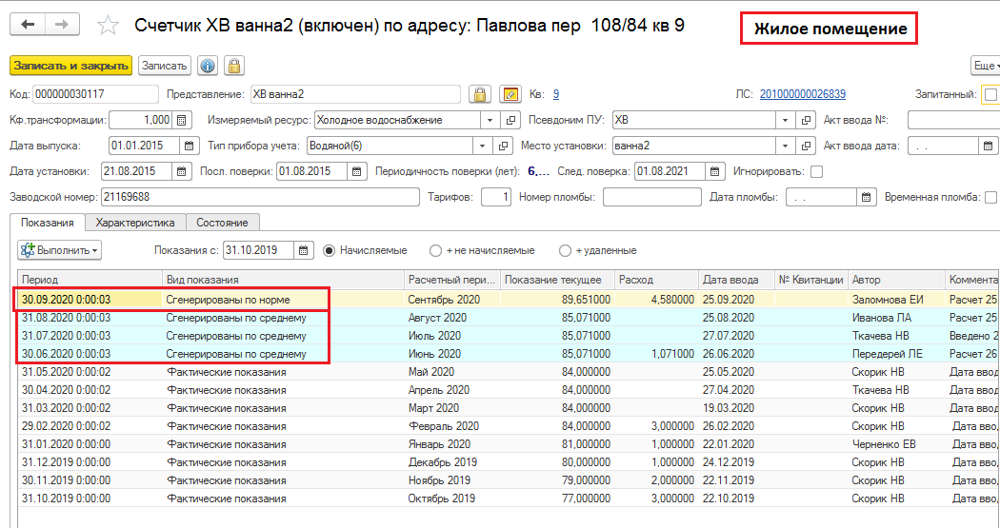 Счетчик ХВ ванна2 (включен) по адресу: Павлова пер 108/84 кв 9
Жилое помещение
Записать и закрыть Записать Еще
Код: 000000030117 Представление: ХВ ванна2 Кв: 9 ЛС: 201000000026839 Запитанный:
Кф.трансформации: 1,000 Измеряемый ресурс: Холодное водоснабжение Псевдоним ПУ: ХВ Акт ввода №:
Дата выпуска: 01.01.2015 Тип прибора учета: Водяной(6) Место установки: ванна2 Акт ввода дата: . .
Дата установки: 21.08.2015 Посл. поверки: 01.08.2015 Периодичность поверки (лет): 6,... След. поверка: 01.08.2021 Игнорировать:
Заводской номер: 21169688 Тарифов: 1 Номер пломбы: Дата пломбы: . . Временная пломба:
Показания Характеристика Состояние
Выполнить Показания с: 31.10.2019 Начисляемые + не начисляемые + удаленные
Период Вид показания Расчетный пери... Показание текущее Расход Дата ввода № Квитанции Автор Коммента
30.09.2020 0:00:03 Сгенерированы по норме Сентябрь 2020 89,651000 4,580000 25.09.2020 Заломнова ЕИ Расчет 25
31.08.2020 0:00:03 Сгенерированы по среднему Август 2020 85,071000 25.08.2020 Иванова ЛА Расчет 25
31.07.2020 0:00:03 Сгенерированы по среднему Июль 2020 85,071000 27.07.2020 Ткачева НВ Введено 2
30.06.2020 0:00:03 Сгенерированы по среднему Июнь 2020 85,071000 1,071000 26.06.2020 Передерей ЛЕ Расчет 26
31.05.2020 0:00:02 Фактические показания Май 2020 84,000000 25.05.2020 Скорик НВ Дата ввод
30.04.2020 0:00:02 Фактические показания Апрель 2020 84,000000 27.04.2020 Ткачева НВ Дата ввод
31.03.2020 0:00:02 Фактические показания Март 2020 84,000000 19.03.2020 Скорик НВ Дата ввод
29.02.2020 0:00:02 Фактические показания Февраль 2020 84,000000 3,000000 26.02.2020 Скорик НВ Дата вво
31.01.2020 0:00:00 Фактические показания Январь 2020 81,000000 1,000000 22.01.2020 Черненко ЕВ Дата вво
31.12.2019 0:00:00 Фактические показания Декабрь 2019 80,000000 1,000000 24.12.2019 Скорик НВ Дата вво
30.11.2019 0:00:00 Фактические показания Ноябрь 2019 79,000000 2,000000 22.11.2019 Скорик НВ Дата вво
31.10.2019 0:00:00 Фактические показания Октябрь 2019 77,000000 3,000000 22.10.2019 Скорик НВ Дата вво